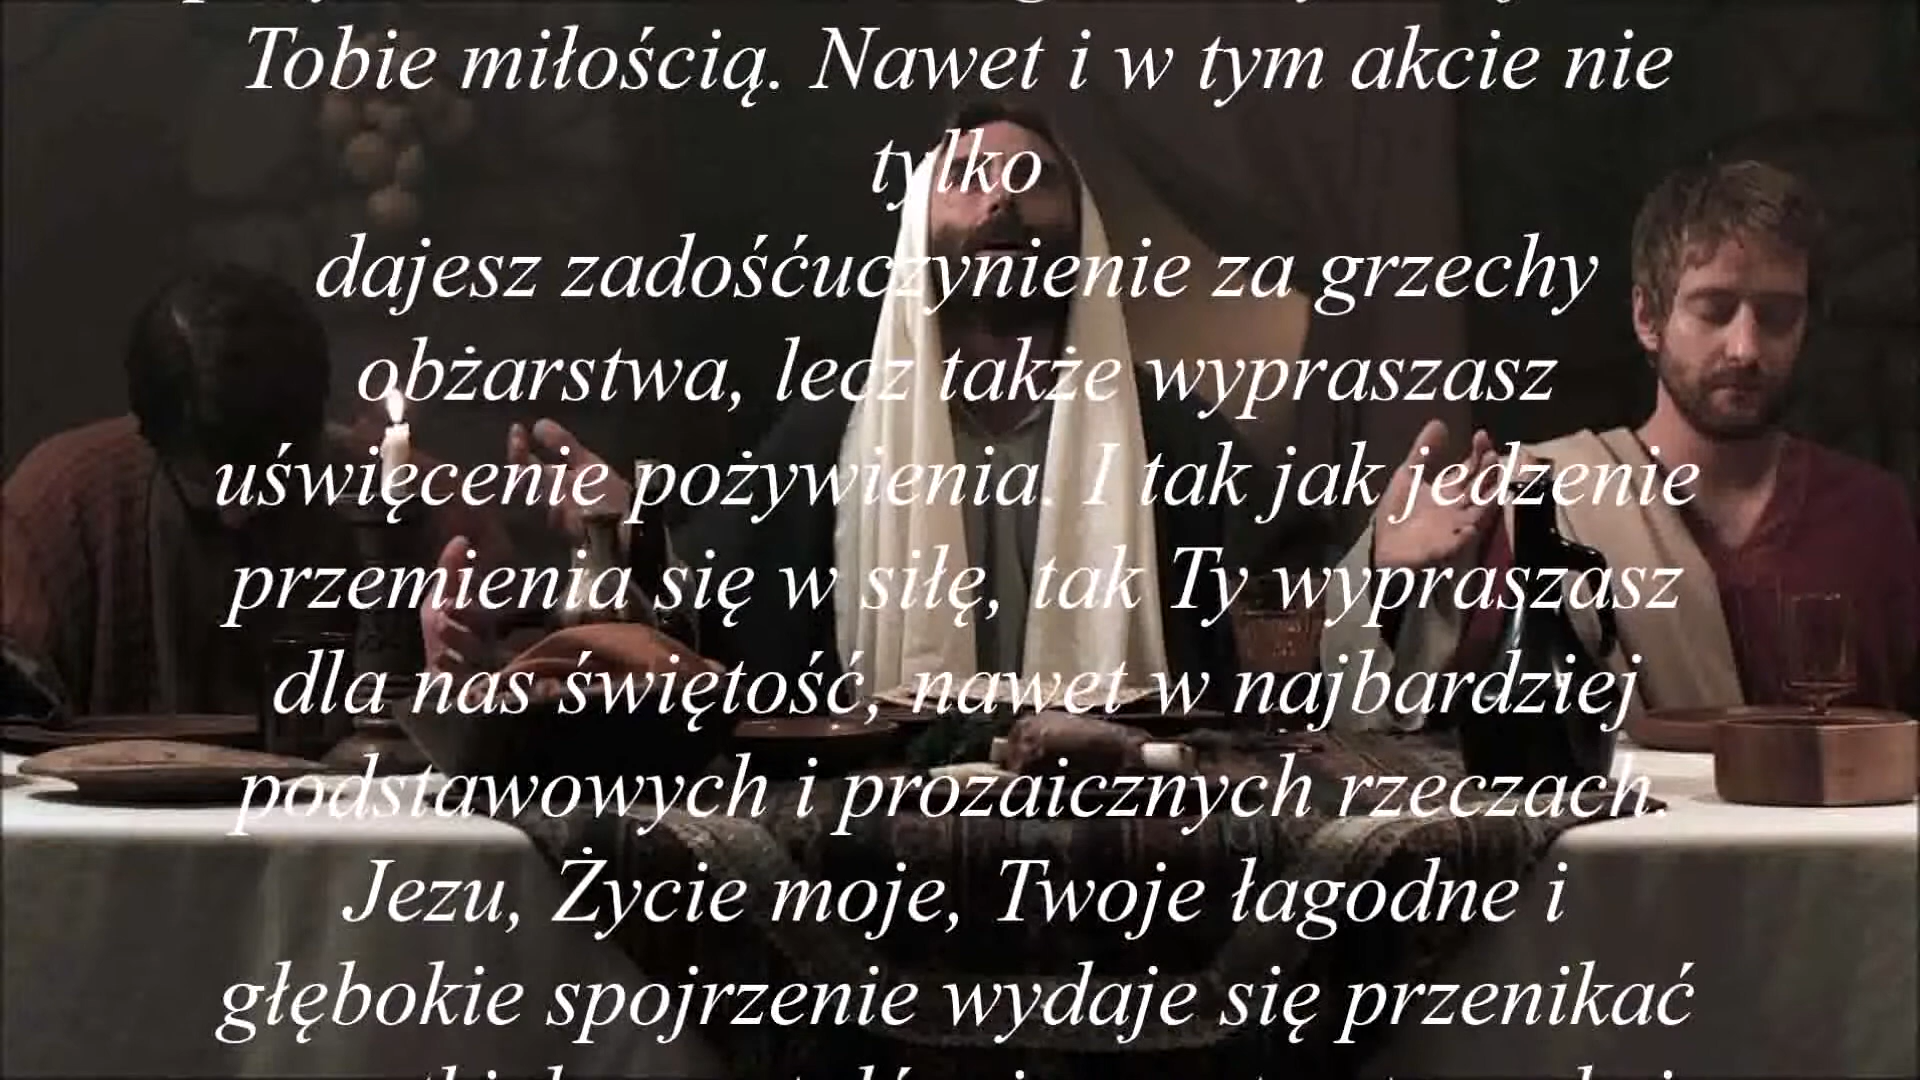 Tobie miłością. Nawet i w tym akcie nie
tylko
dajesz zadośćuczynienie za grzechy
obżarstwa, lecz także wypraszasz
uświęcenie pożywienia. I tak jak jedzenie
przemienia się w siłę, tak Ty wypraszasz
dla nas świętość, nawet w najbardziej
podstawowych i prozaicznych rzeczach.
Jezu, Życie moje, Twoje łagodne i
głębokie spojrzenie wydaje się przenikać